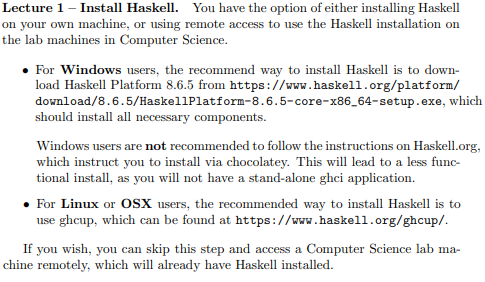 Lecture 1 – Install Haskell. You have the option of either installing Haskell
on your own machine, or using remote access to use the Haskell installation on
the lab machines in Computer Science.
• For Windows users, the recommend way to install Haskell is to down-
load Haskell Platform 8.6.5 from https://www.haskell.org/platform/
download/8.6.5/HaskellPlatform-8.6.5-core-x86_64-setup.exe, which
should install all necessary components.
Windows users are not recommended to follow the instructions on Haskell.org,
which instruct you to install via chocolatey. This will lead to a less func-
tional install, as you will not have a stand-alone ghci application.
• For Linux or OSX users, the recommended way to install Haskell is to
use ghcup, which can be found at https://www.haskell.org/ghcup/.
If you wish, you can skip this step and access a Computer Science lab ma-
chine remotely, which will already have Haskell installed.